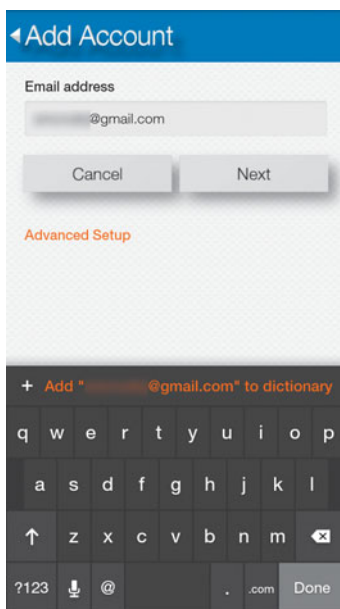 Add Account
Email address
@gmail.com
Cancel Next
Advanced Setup
+ Add " @gmail.com" to dictionary
q w e r t y u i o p
a s d f g h j k l
z x c v b n m
?123 @ . .com Done